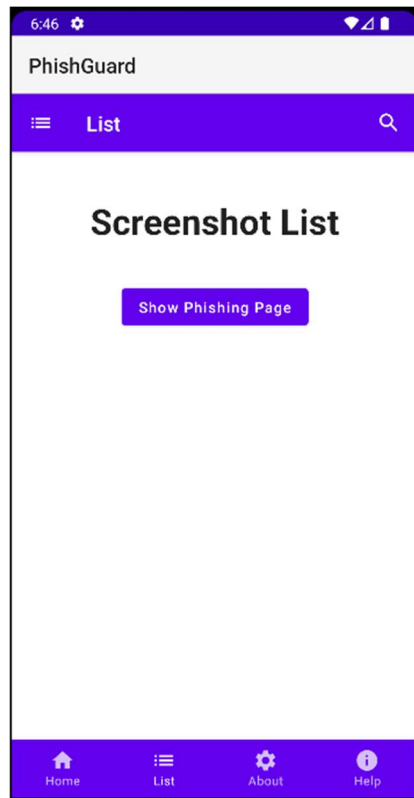 6:46
PhishGuard
List
Screenshot List
Show Phishing Page
Home List About Help